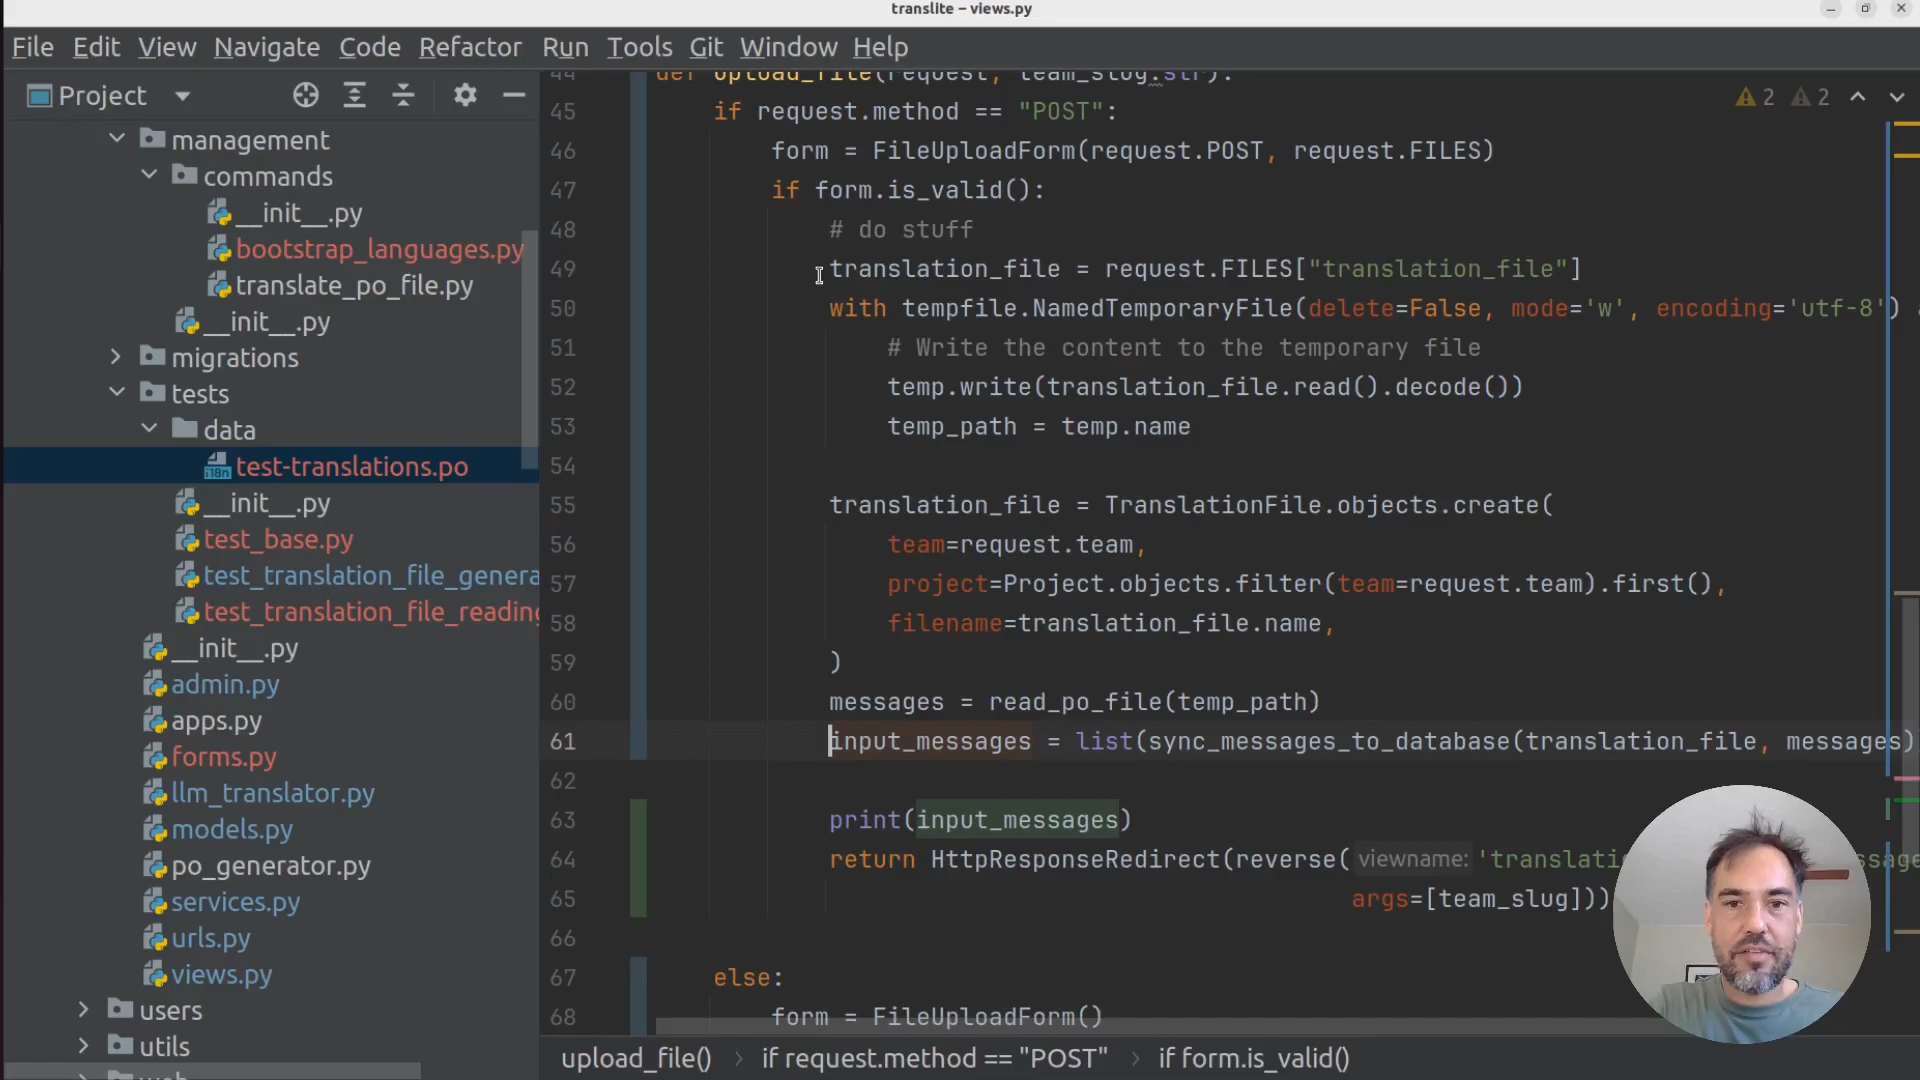 translite – views.py
File Edit View Navigate Code Refactor Run Tools Git Window Help
Project
management
commands
__init__.py
bootstrap_languages.py
translate_po_file.py
__init__.py
migrations
tests
data
test-translations.po
__init__.py
test_base.py
test_translation_file_genera
test_translation_file_reading
__init__.py
admin.py
apps.py
forms.py
llm_translator.py
models.py
po_generator.py
services.py
urls.py
views.py
users
utils
2 2
44 def upload_file(request, team_slug:str):
45 if request.method == "POST":
46 form = FileUploadForm(request.POST, request.FILES)
47 if form.is_valid():
48 # do stuff
49 translation_file = request.FILES["translation_file"]
50 with tempfile.NamedTemporaryFile(delete=False, mode='w', encoding='utf-8')
51 # Write the content to the temporary file
52 temp.write(translation_file.read().decode())
53 temp_path = temp.name
54
55 translation_file = TranslationFile.objects.create(
56 team=request.team,
57 project=Project.objects.filter(team=request.team).first(),
58 filename=translation_file.name,
59 )
60 messages = read_po_file(temp_path)
61 input_messages = list(sync_messages_to_database(translation_file, messages)
62
63 print(input_messages)
64 return HttpResponseRedirect(reverse( viewname: 'translati
65 args=[team_slug]))
66
67 else:
68 form = FileUploadForm()
upload_file() › if request.method == "POST" › if form.is_valid()